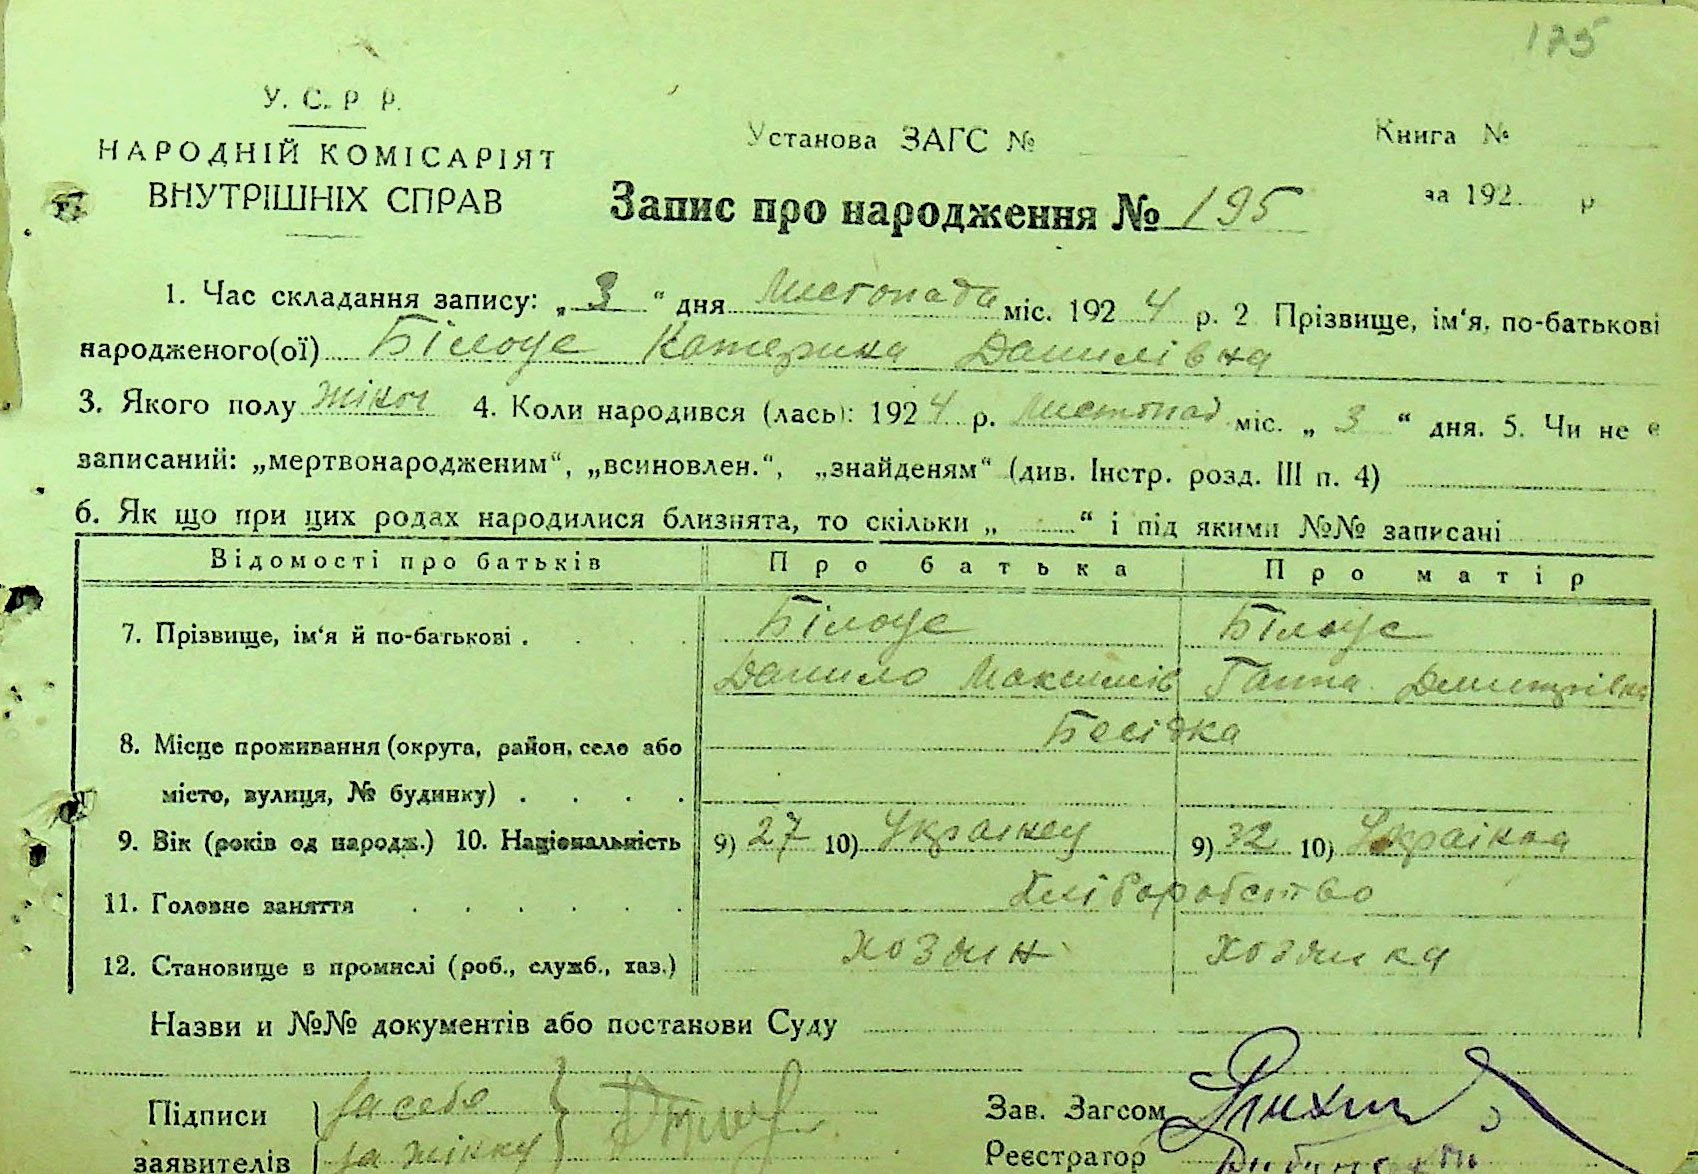 175
У. С. Р. Р.
НАРОДНІЙ КОМІСАРІЯТ
ВНУТРІШНІХ СПРАВ
Установа ЗАГС №
Книга №
за 192 р
Запис про народження № 195
1. Час складання запису: „ 3 “ дня Листопада міс. 1924 р. 2 Прізвище, ім'я, по-батькові
народженого(ої) Білоус Катерина Данилівна
3. Якого полу жіноч 4. Коли народився (лась): 1924 р. Листопад міс. „ 3 “ дня. 5. Чи не є
записаний: „мертвонародженим“, „всиновлен.“, „знайденям“ (див. Інстр. розд. III п. 4)
6. Як що при цих родах народилися близнята, то скільки „ “ і під якими №№ записані
Відомості про батьків Про батька Про матір
7. Прізвище, ім‘я й по-батькові . Білоус Білоус
Данило Максимів Ганна Дмитрівна
8. Місце проживання (округа, район, село або Бесідка
місто, вулиця, № будинку) . . . .
9. Вік (років од народж.) 10. Національність 9) 27 10) Українец 9) 32 10) Українка
11. Головне заняття . . . . . . Хліборобство
12. Становище в промислі (роб., служб., хаз.) хозяин хозяика
Назви и №№ документів або постанови Суду
Підписи за себя Зав. Загсом
заявителів за жінку Реєстратор